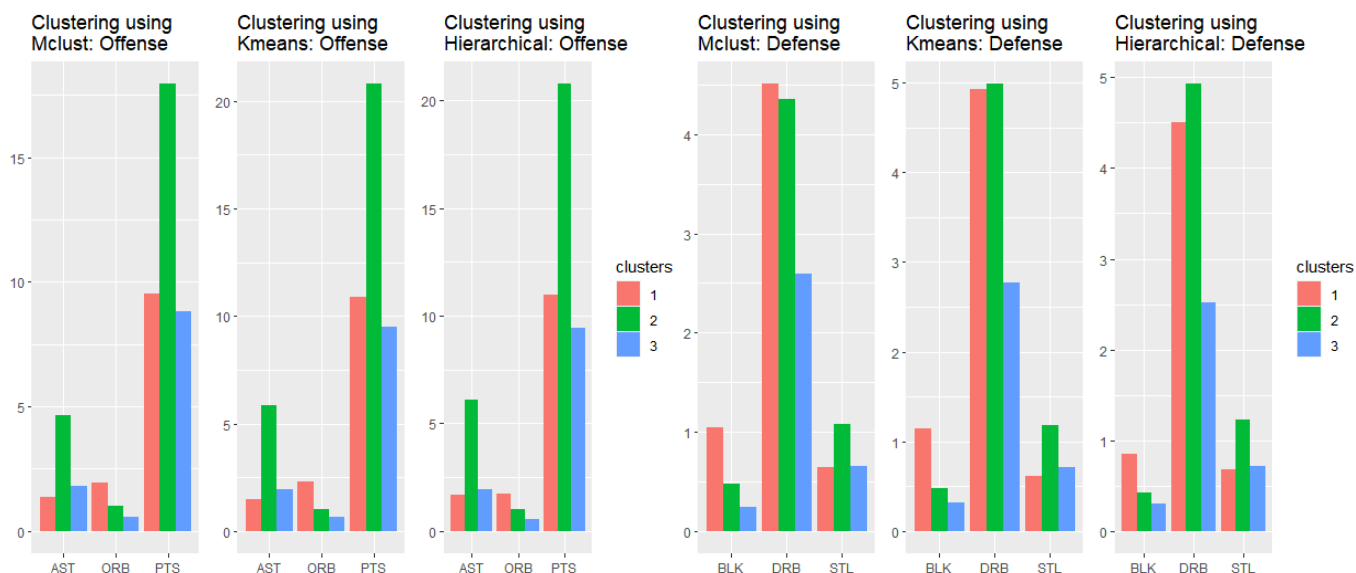 Clustering using
Mclust: Offense
15
10
5
0
AST
ORB
PTS
Clustering using
Kmeans: Offense
20
15
10
5
0
AST
ORB
PTS
Clustering using
Hierarchical: Offense
20
15
10
5
0
AST
ORB
PTS
clusters
1
2
3
Clustering using
Mclust: Defense
4
3
2
1
0
BLK
DRB
STL
Clustering using
Kmeans: Defense
5
4
3
2
1
0
BLK
DRB
STL
Clustering using
Hierarchical: Defense
5
4
3
2
1
0
BLK
DRB
STL
clusters
1
2
3